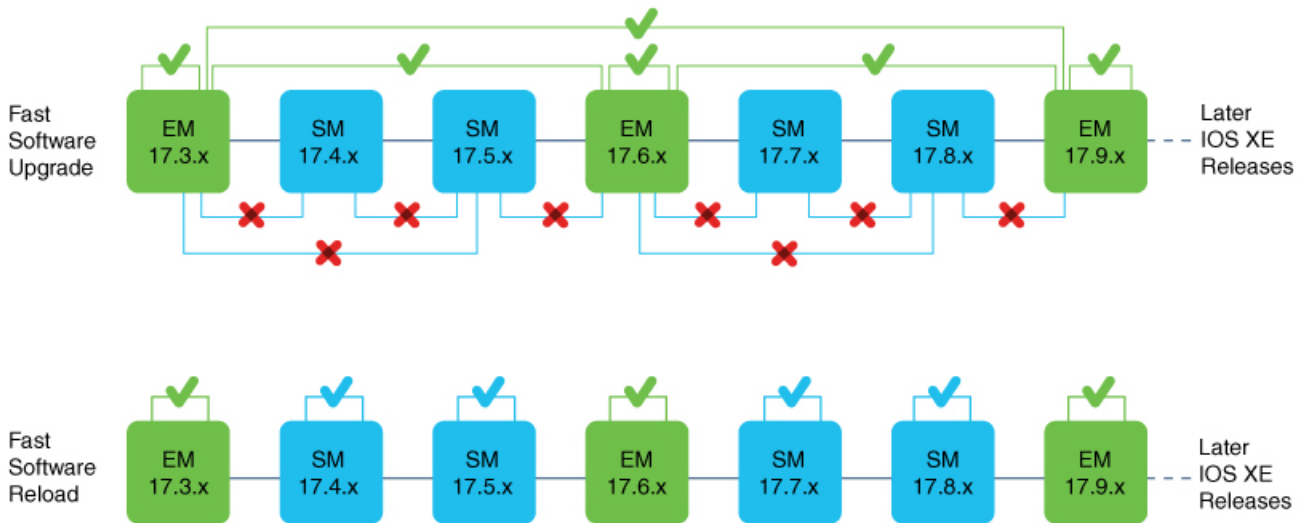 Fast
Software
Upgrade
EM
17.3.x
SM
17.4.x
SM
17.5.x
EM
17.6.x
SM
17.7.x
SM
17.8.x
EM
17.9.x
Later
IOS XE
Releases
Fast
Software
Reload
EM
17.3.x
SM
17.4.x
SM
17.5.x
EM
17.6.x
SM
17.7.x
SM
17.8.x
EM
17.9.x
Later
IOS XE
Releases